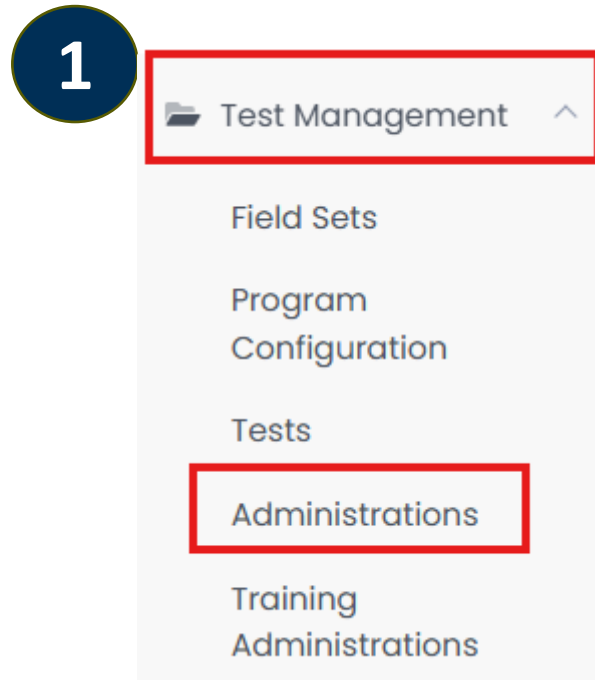 1
Test Management
Field Sets
Program
Configuration
Tests
Administrations
Training
Administrations